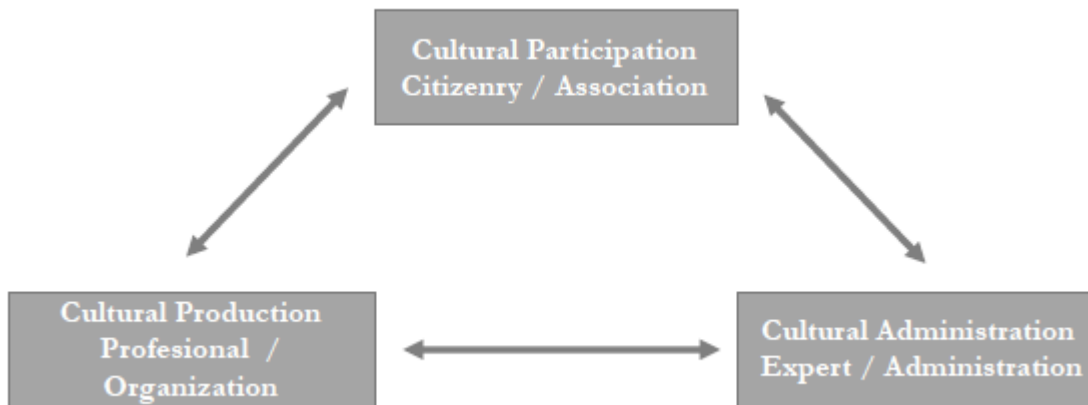 Cultural Participation
Citizenry / Association
Cultural Production
Profesional /
Organization
Cultural Administration
Expert / Administration